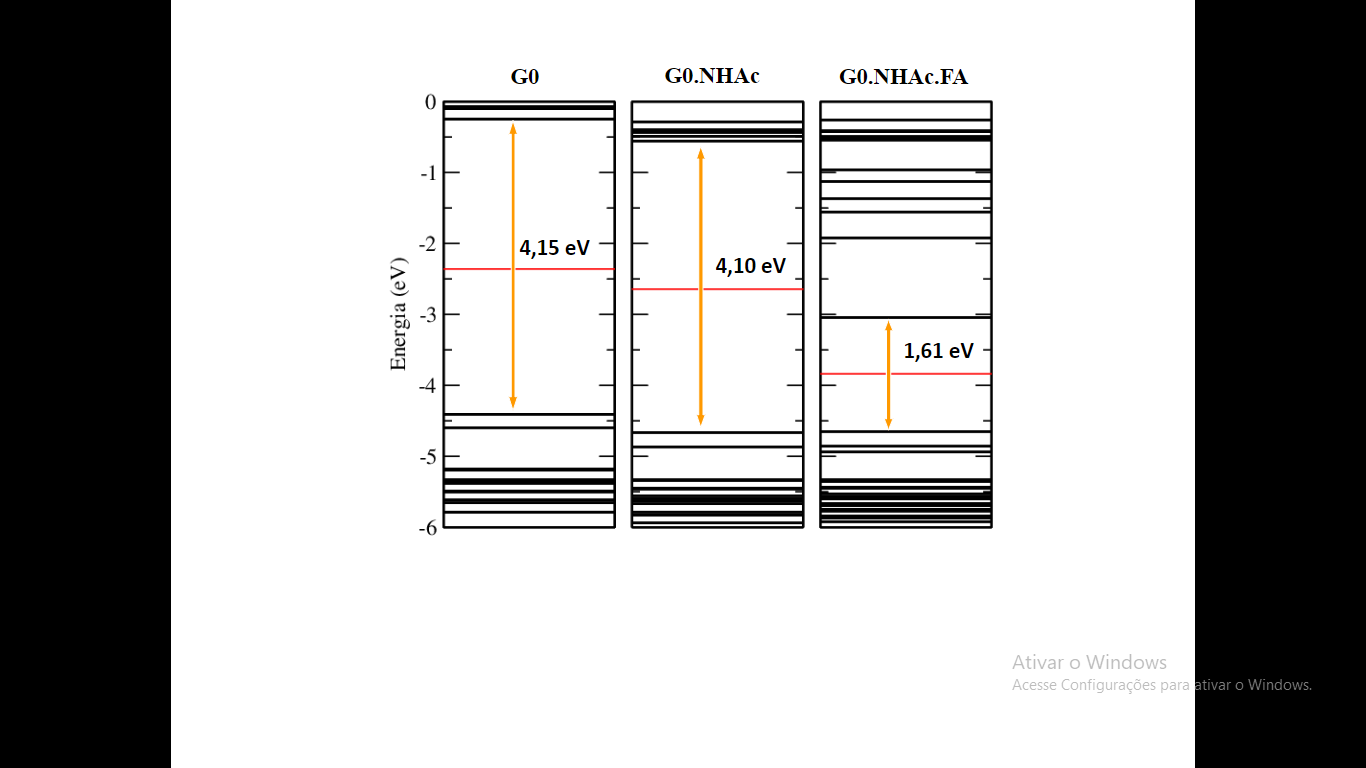 G0 G0.NHAc G0.NHAc.FA
0
-1
-2
-3
-4
-5
-6
Energia (eV)
4,15 eV
4,10 eV
1,61 eV
Ativar o Windows
Acesse Configurações para ativar o Windows.